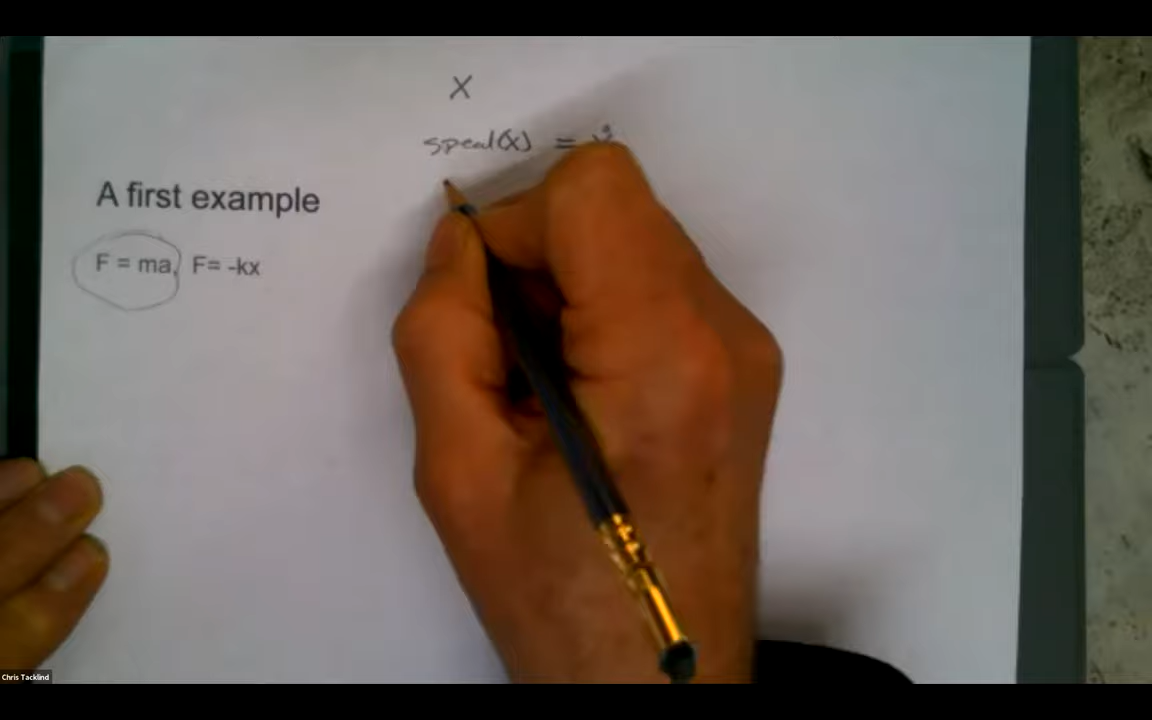 X
speed(x) = ẋ
A first example
F = ma, F= -kx
Chris Tacklind